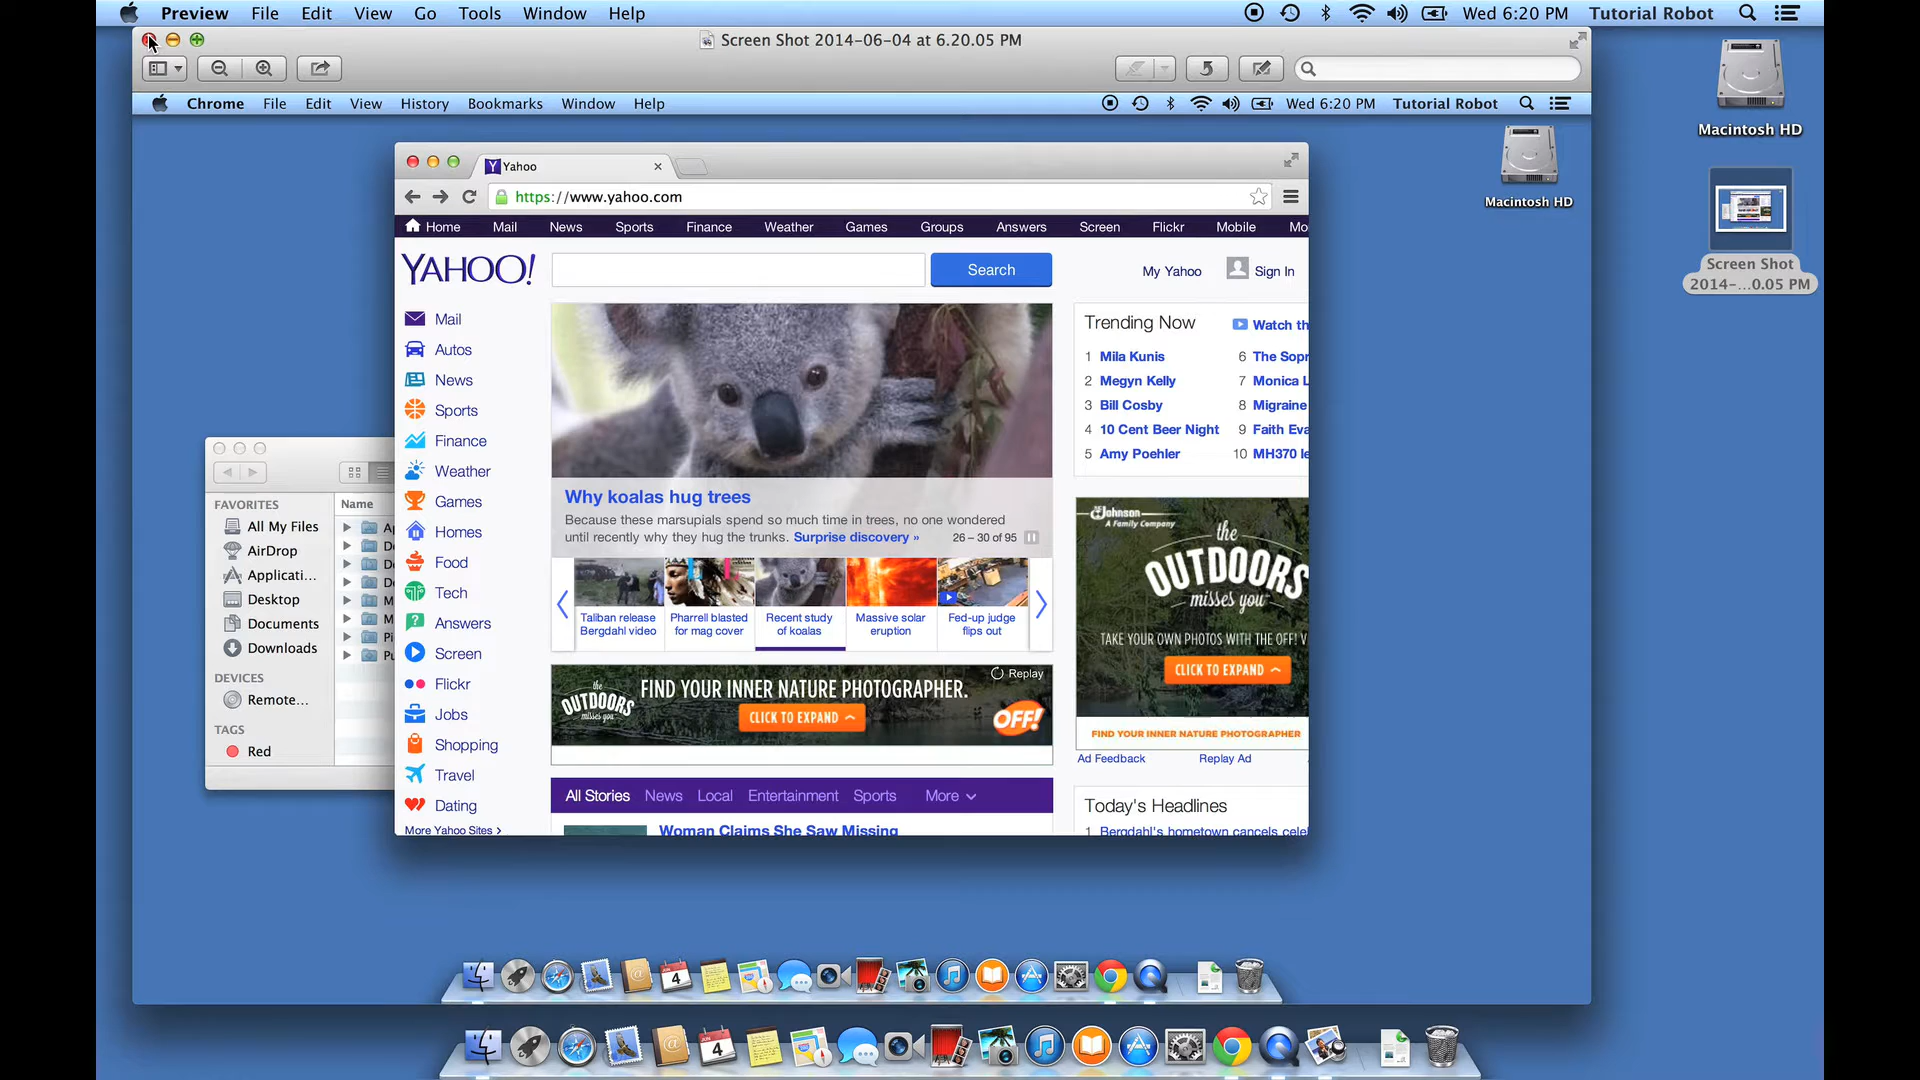 Preview File Edit View Go Tools Window Help Wed 6:20 PM Tutorial Robot
Screen Shot 2014-06-04 at 6.20.05 PM
Chrome File Edit View History Bookmarks Window Help Wed 6:20 PM Tutorial Robot
Macintosh HD
Macintosh HD
Screen Shot
2014-...0.05 PM
Yahoo
https://www.yahoo.com
Home Mail News Sports Finance Weather Games Groups Answers Screen Flickr Mobile Mo
YAHOO! Search My Yahoo Sign In
Mail
Autos
News
Sports
Finance
Weather
Games
Homes
Food
Tech
Answers
Screen
Flickr
Jobs
Shopping
Travel
Dating
More Yahoo Sites >
Why koalas hug trees
Because these marsupials spend so much time in trees, no one wondered
until recently why they hug the trunks. Surprise discovery » 26 – 30 of 95
Taliban release
Bergdahl video
Pharrell blasted
for mag cover
Recent study
of koalas
Massive solar
eruption
Fed-up judge
flips out
the
OUTDOORS
misses you
FIND YOUR INNER NATURE PHOTOGRAPHER.
CLICK TO EXPAND
Replay
OFF!
All Stories News Local Entertainment Sports More
Woman Claims She Saw Missing
Trending Now Watch th
1 Mila Kunis 6 The Sopr
2 Megyn Kelly 7 Monica L
3 Bill Cosby 8 Migraine
4 10 Cent Beer Night 9 Faith Eva
5 Amy Poehler 10 MH370 le
Johnson
A Family Company
the
OUTDOORS
misses you
TAKE YOUR OWN PHOTOS WITH THE OFF! V
CLICK TO EXPAND
FIND YOUR INNER NATURE PHOTOGRAPHER
Ad Feedback Replay Ad
Today's Headlines
1 Bergdahl's hometown cancels celel
FAVORITES
All My Files
AirDrop
Applicati...
Desktop
Documents
Downloads
DEVICES
Remote...
TAGS
Red
Name
A
D
D
D
M
M
Pi
Pu
4
4